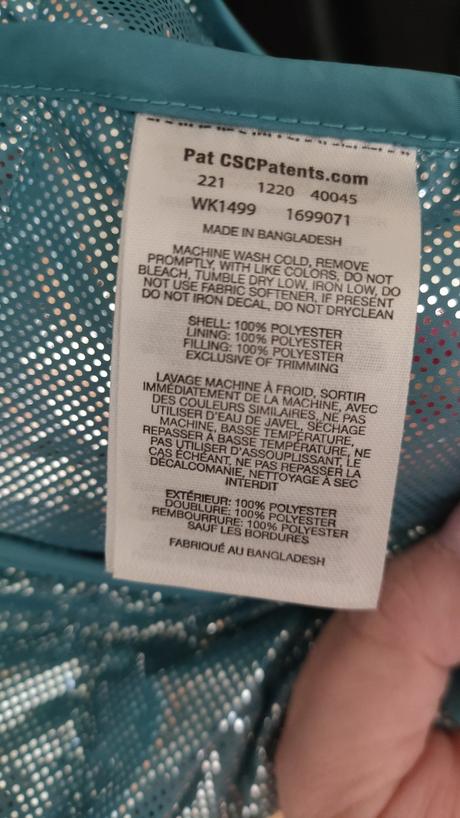 Pat CSCPatents.com
221 1220 40045
WK1499 1699071
MADE IN BANGLADESH
MACHINE WASH COLD, REMOVE
PROMPTLY, WITH LIKE COLORS, DO NOT
BLEACH, TUMBLE DRY LOW, IRON LOW, DO
NOT USE FABRIC SOFTENER, IF PRESENT
DO NOT IRON DECAL, DO NOT DRYCLEAN
SHELL: 100% POLYESTER
LINING: 100% POLYESTER
FILLING: 100% POLYESTER
EXCLUSIVE OF TRIMMING
LAVAGE MACHINE À FROID, SORTIR
IMMÉDIATEMENT DE LA MACHINE, AVEC
DES COULEURS SIMILAIRES, NE PAS
UTILISER D'EAU DE JAVEL, SÉCHAGE
MACHINE, BASSE TEMPÉRATURE,
REPASSER À BASSE TEMPÉRATURE, NE
PAS UTILISER D'ASSOUPLISSANT, LE
CAS ÉCHÉANT, NE PAS REPASSER LA
DÉCALCOMANIE, NETTOYAGE À SEC
INTERDIT
EXTÉRIEUR: 100% POLYESTER
DOUBLURE: 100% POLYESTER
REMBOURRURE: 100% POLYESTER
SAUF LES BORDURES
FABRIQUÉ AU BANGLADESH